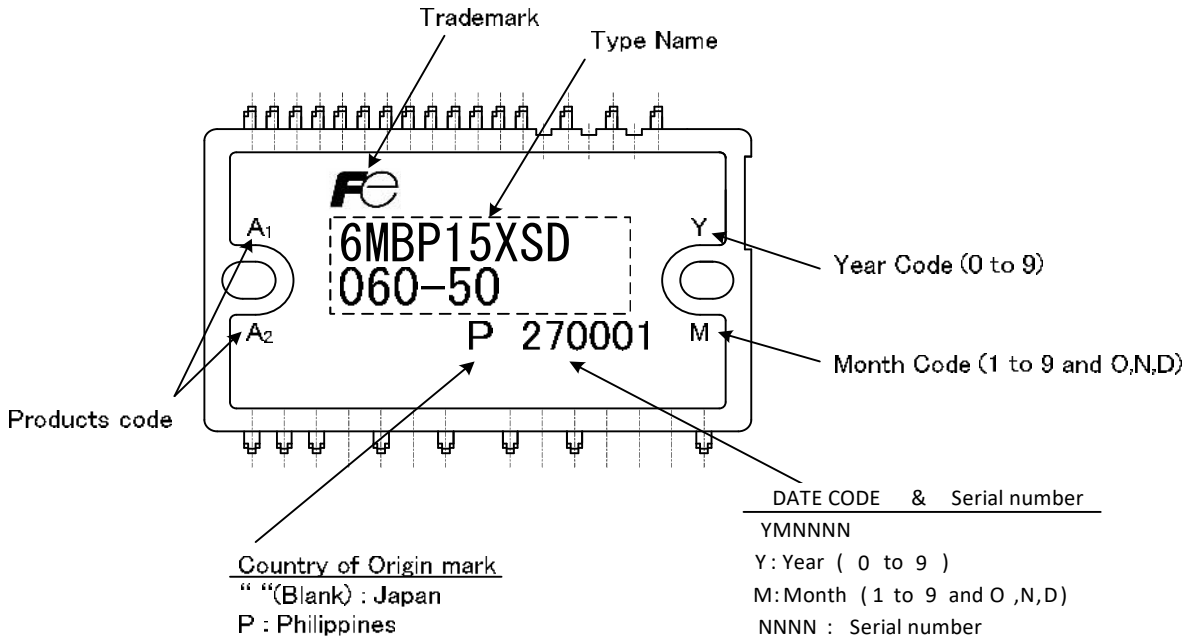 Trademark
Type Name
Fe
A1
6MBP15XSD
060-50
Y
Year Code (0 to 9)
A2
P 270001
M
Month Code (1 to 9 and O,N,D)
Products code
DATE CODE & Serial number
YMNNNN
Y: Year ( 0 to 9 )
M: Month ( 1 to 9 and O ,N,D)
NNNN : Serial number
Country of Origin mark
“ “(Blank) : Japan
P : Philippines